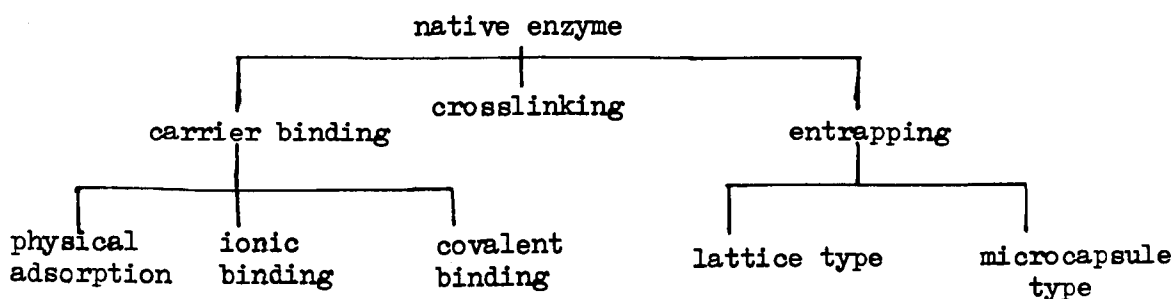 native enzyme
crosslinking
carrier binding
entrapping
physical
adsorption
ionic
binding
covalent
binding
lattice type
microcapsule
type